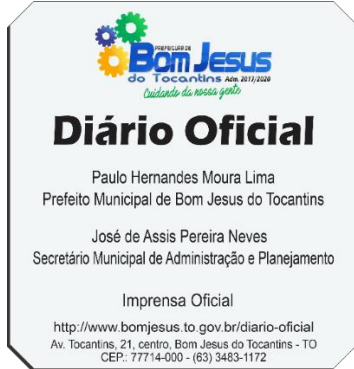 PREFEITURA DE
Bom Jesus
do Tocantins Adm. 2017/2020
Cuidando da nossa gente
Diário Oficial
Paulo Hernandes Moura Lima
Prefeito Municipal de Bom Jesus do Tocantins
José de Assis Pereira Neves
Secretário Municipal de Administração e Planejamento
Imprensa Oficial
http://www.bomjesus.to.gov.br/diario-oficial
Av. Tocantins, 21, centro, Bom Jesus do Tocantins - TO
CEP.: 77714-000 - (63) 3483-1172